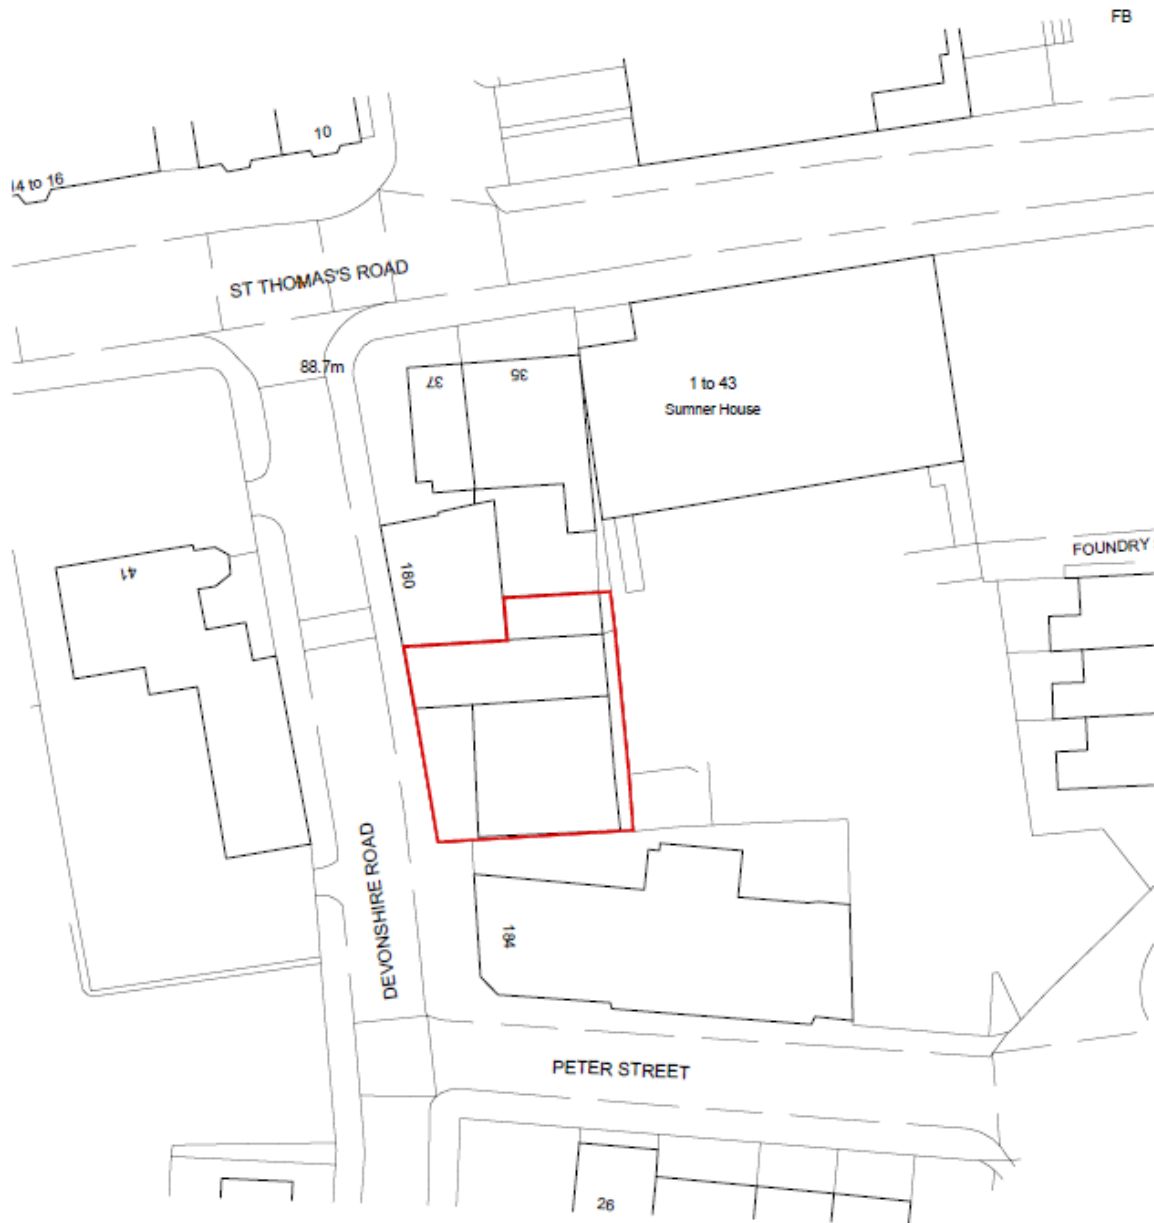 FB
10
14 to 16
ST THOMAS'S ROAD
88.7m
37
35
1 to 43
Sumner House
FOUNDRY
41
180
DEVONSHIRE ROAD
184
PETER STREET
26